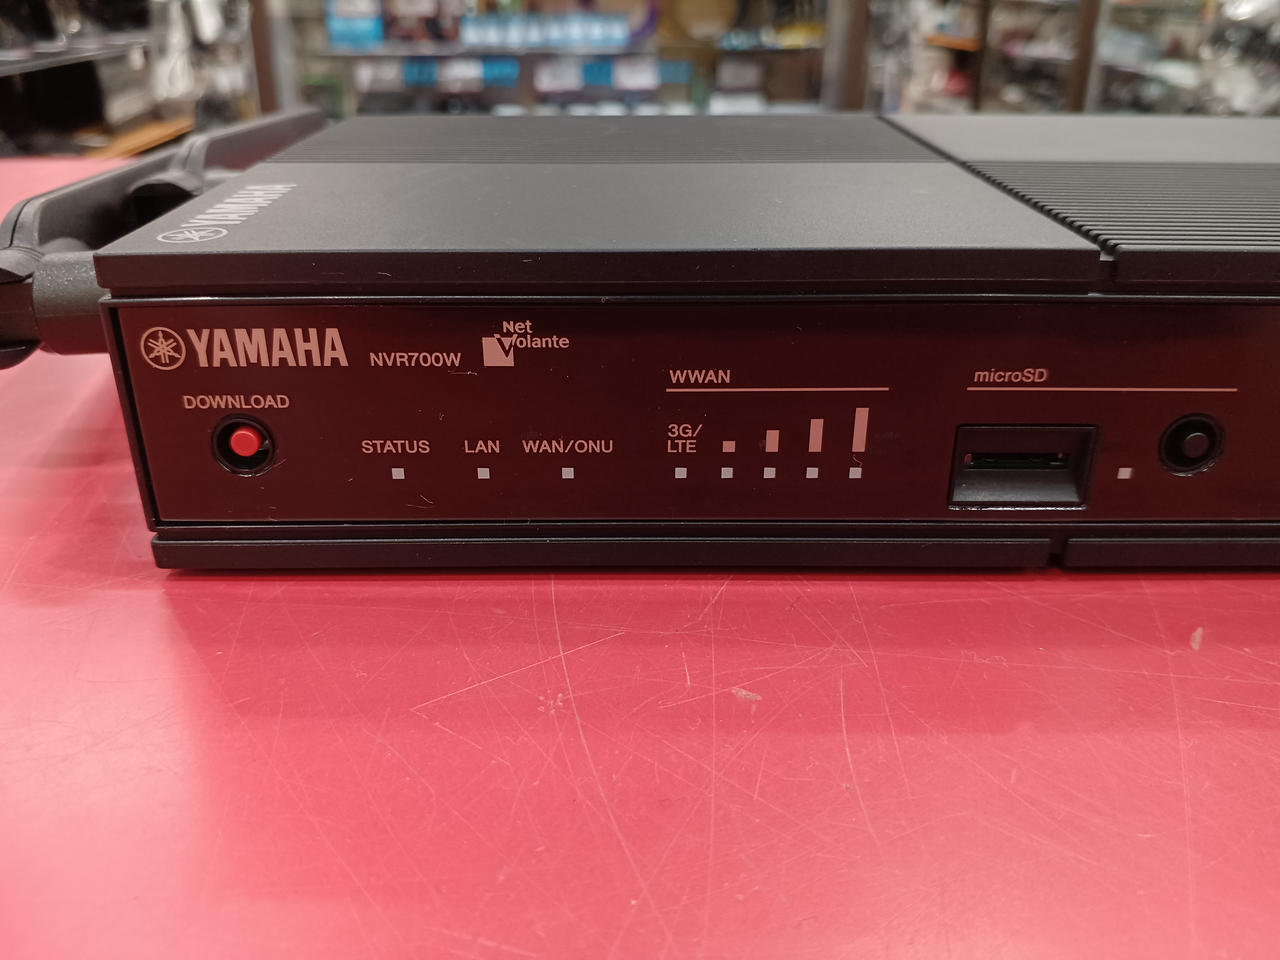 YAMAHA
YAMAHA
NVR700W
Net
Volante
DOWNLOAD
STATUS
LAN
WAN/ONU
WWAN
3G/
LTE
microSD